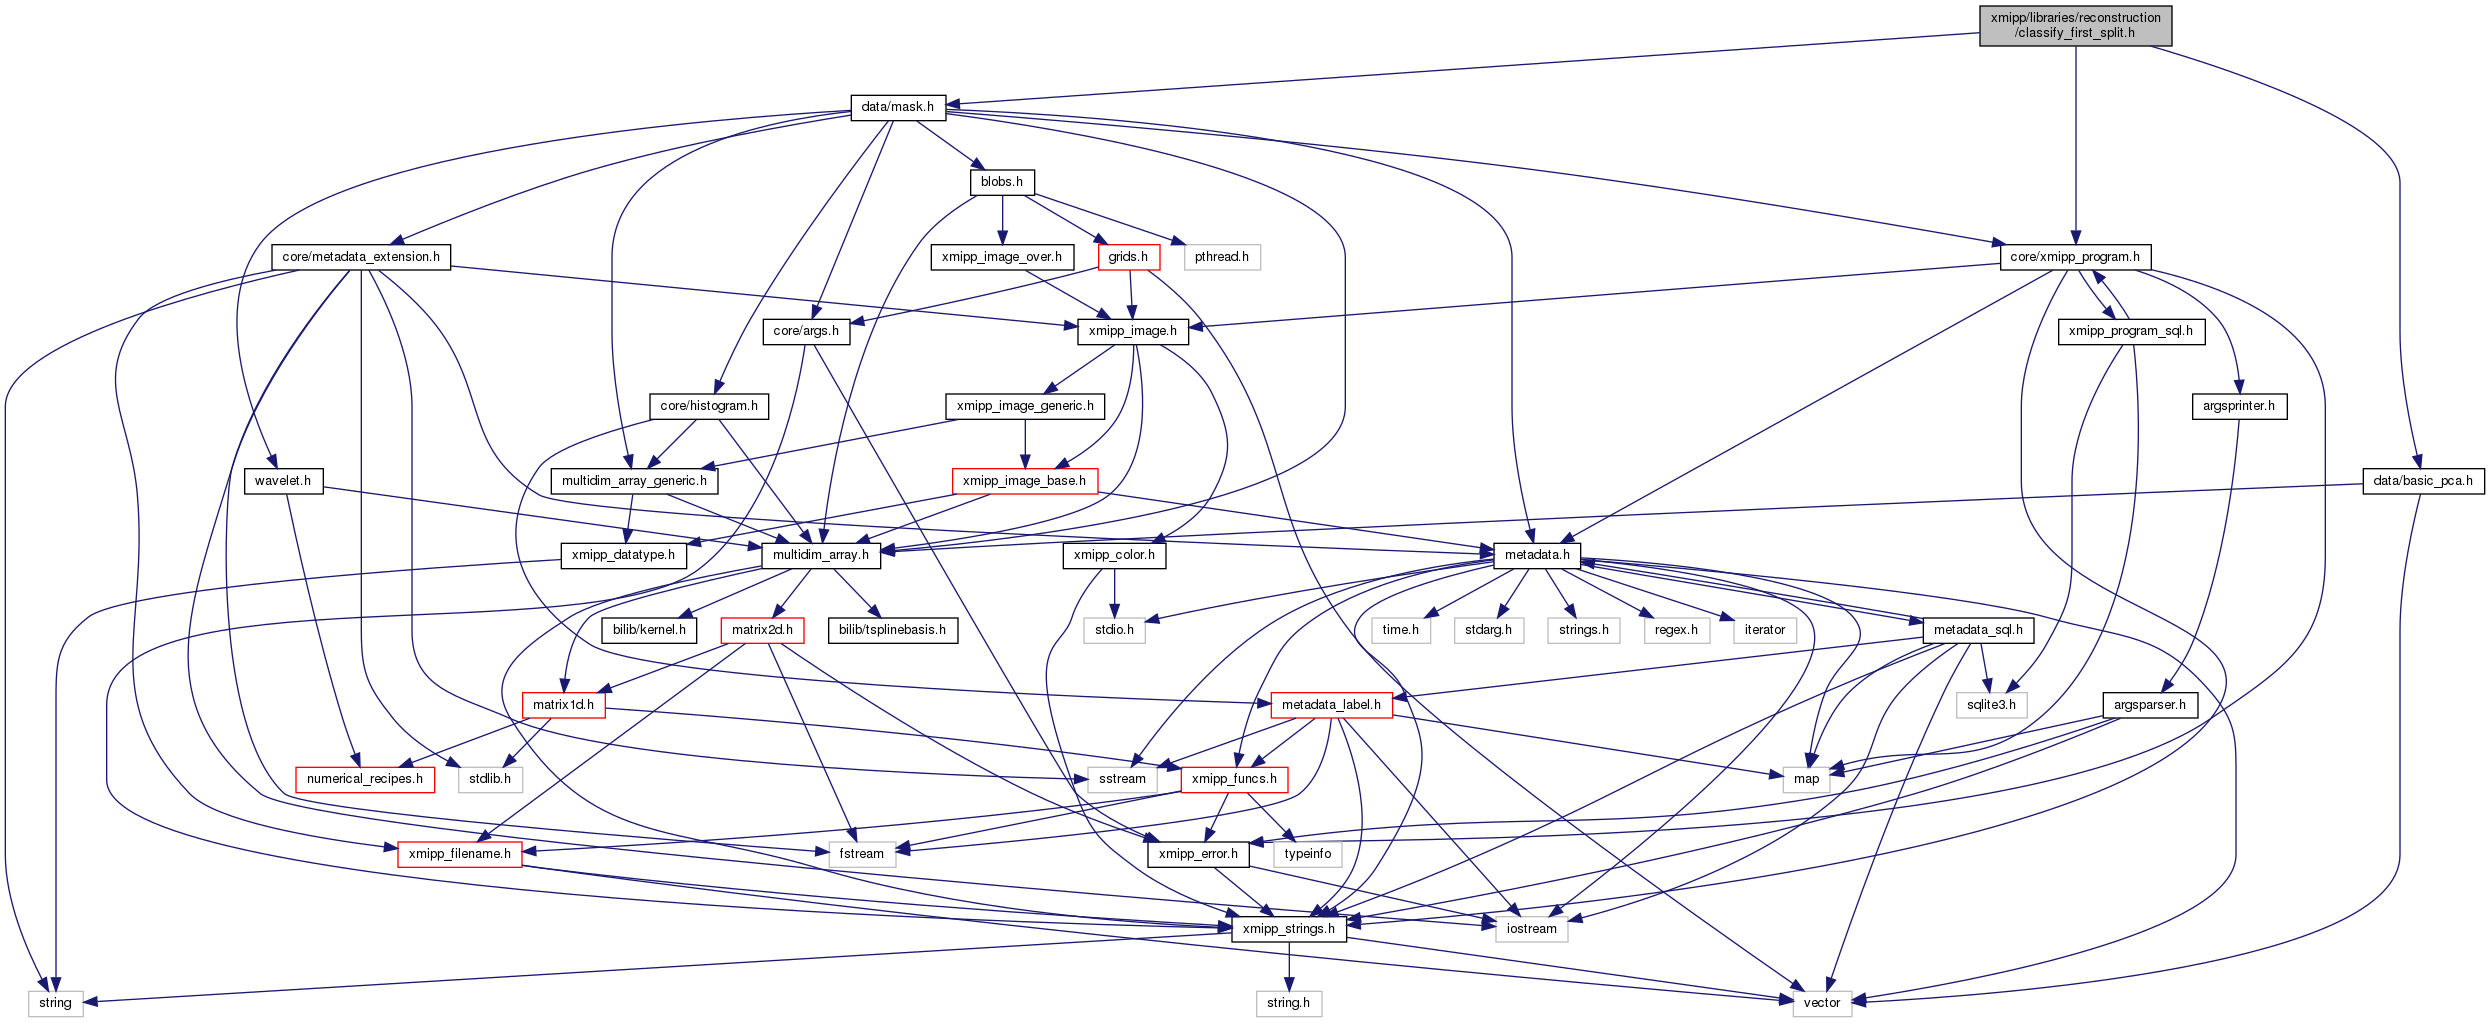 xmipp/libraries/reconstruction
/classify_first_split.h
data/mask.h
blobs.h
core/metadata_extension.h
xmipp_image_over.h
grids.h
pthread.h
core/xmipp_program.h
core/args.h
xmipp_image.h
xmipp_program_sql.h
core/histogram.h
xmipp_image_generic.h
argsprinter.h
wavelet.h
multidim_array_generic.h
xmipp_image_base.h
data/basic_pca.h
xmipp_datatype.h
multidim_array.h
xmipp_color.h
metadata.h
bilib/kernel.h
matrix2d.h
bilib/tsplinebasis.h
stdio.h
time.h
stdarg.h
strings.h
regex.h
iterator
metadata_sql.h
matrix1d.h
metadata_label.h
sqlite3.h
argsparser.h
numerical_recipes.h
stdlib.h
sstream
xmipp_funcs.h
map
xmipp_filename.h
fstream
xmipp_error.h
typeinfo
xmipp_strings.h
iostream
string
string.h
vector